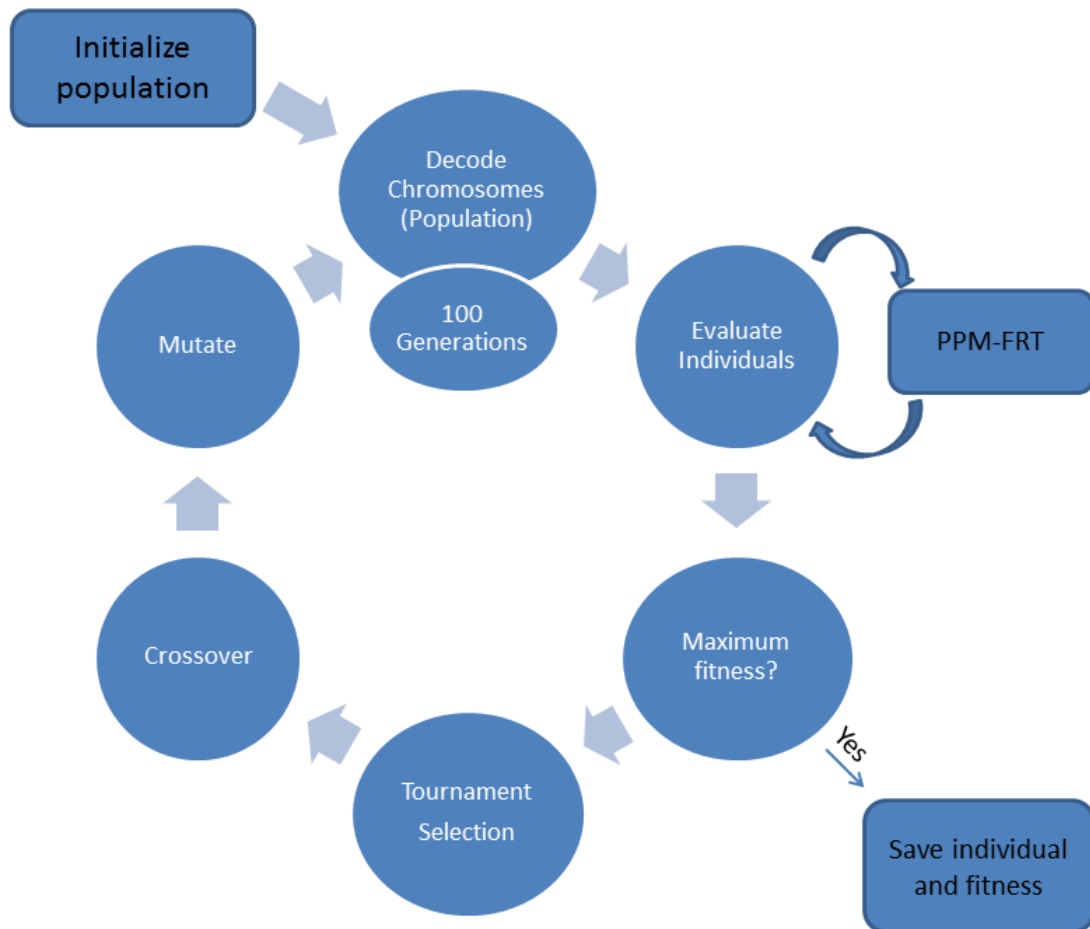 Initialize
population
Decode
Chromosomes
(Population)
100
Generations
Evaluate
Individuals
PPM-FRT
Maximum
fitness?
Yes
Save individual
and fitness
Tournament
Selection
Crossover
Mutate